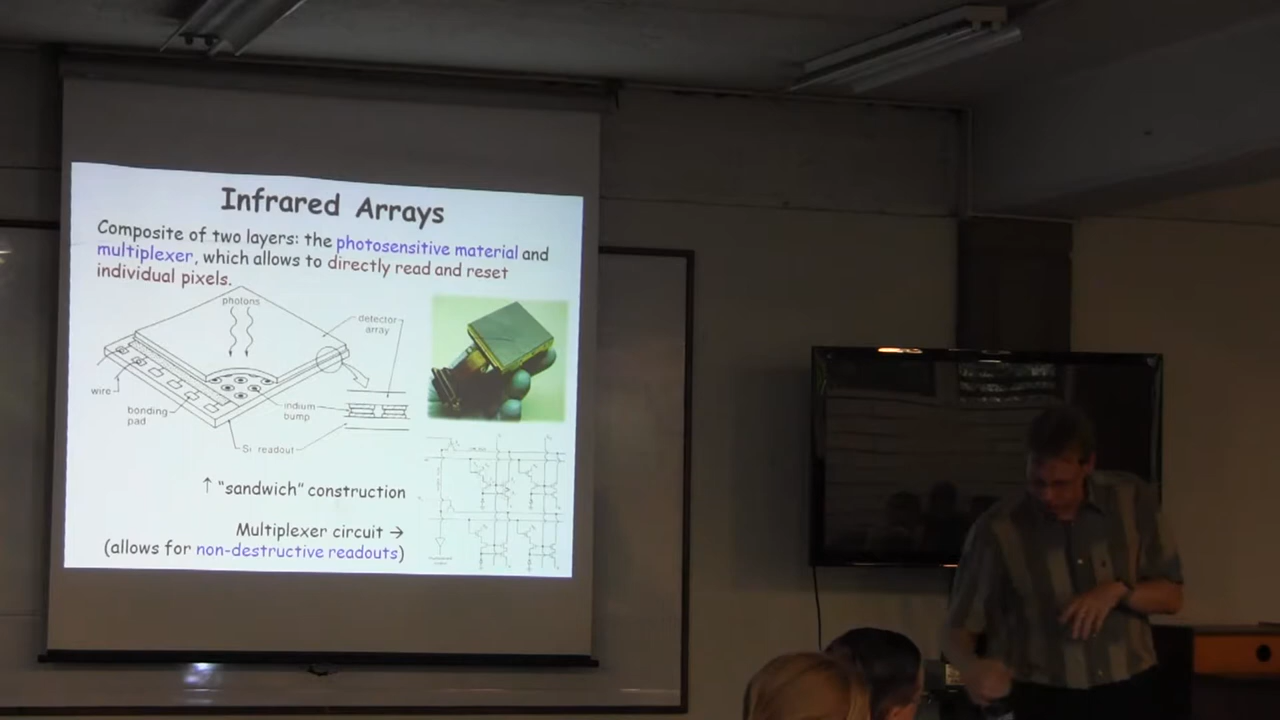 Infrared Arrays
Composite of two layers: the photosensitive material and
multiplexer, which allows to directly read and reset
individual pixels.
photons
detector
array
wire
bonding
pad
indium
bump
Si readout
↑ "sandwich" construction
Multiplexer circuit →
(allows for non-destructive readouts)